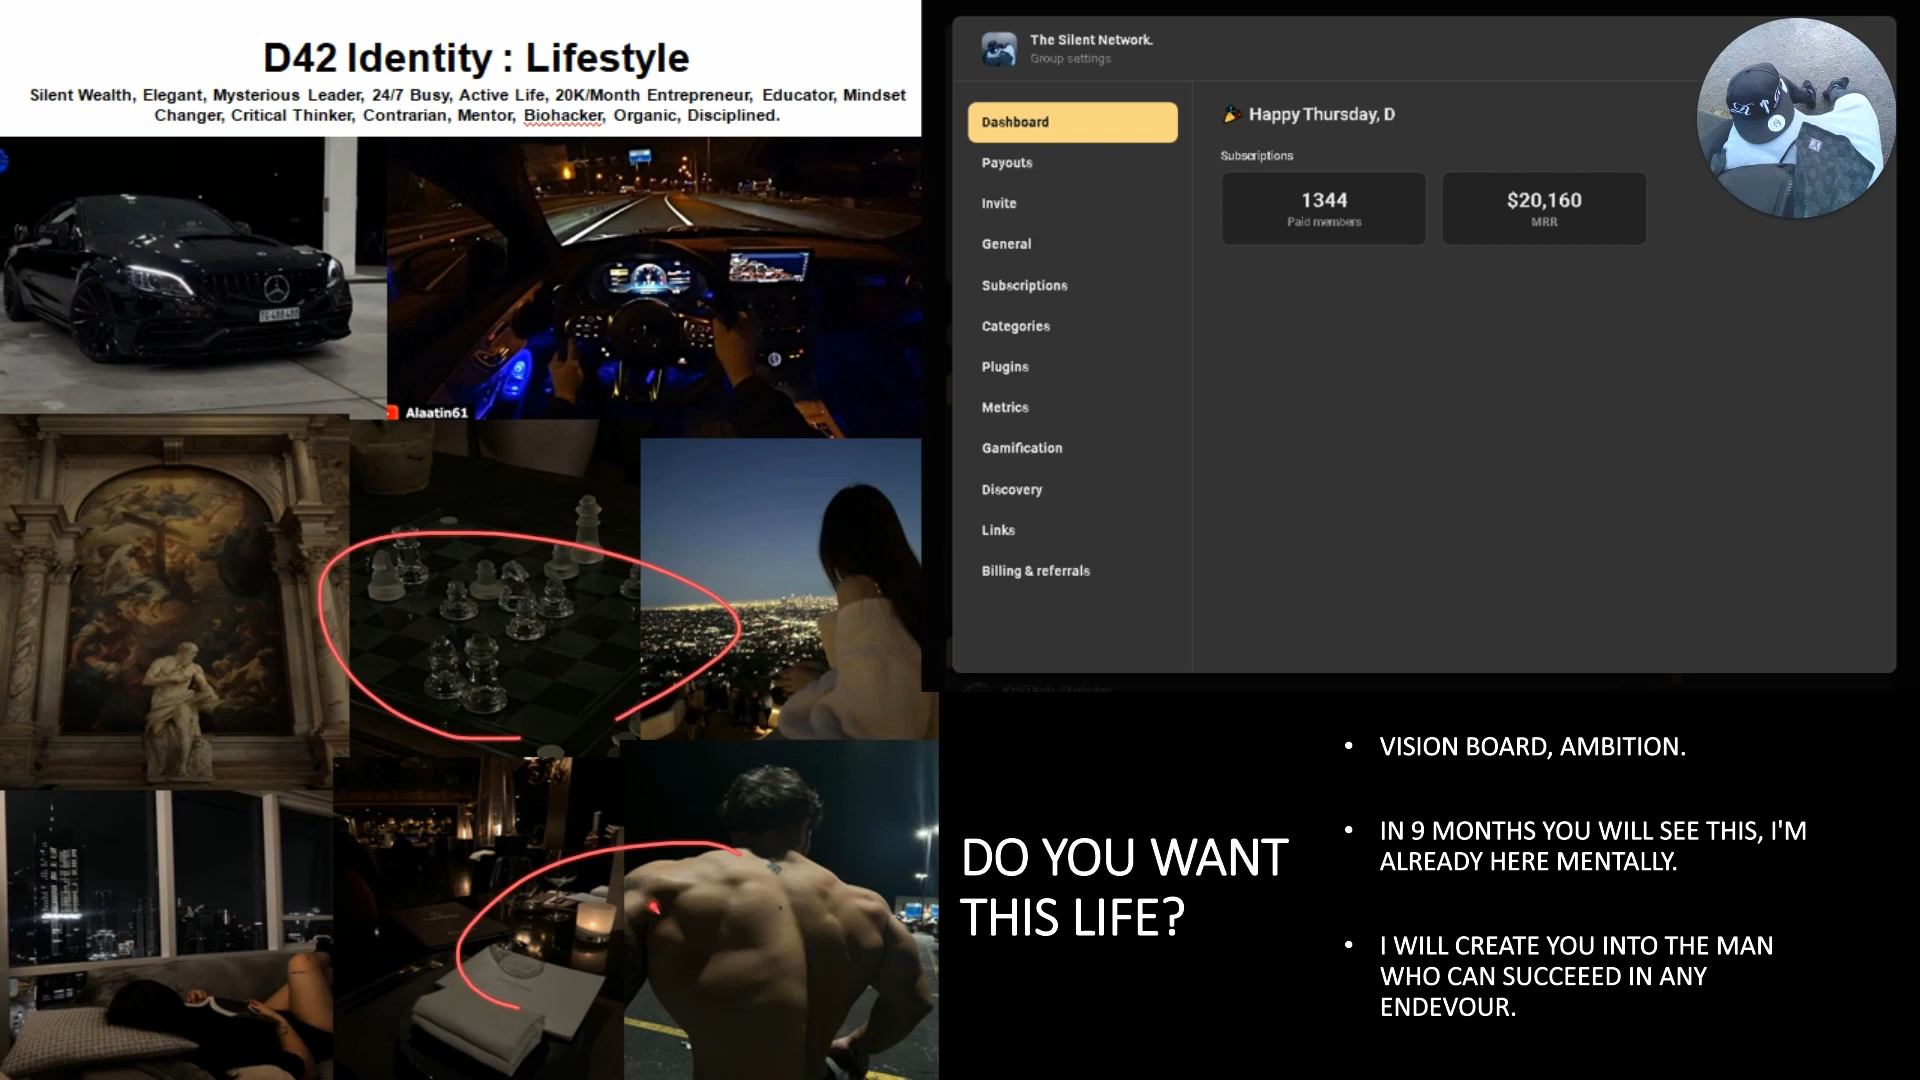 D42 Identity : Lifestyle
Silent Wealth, Elegant, Mysterious Leader, 24/7 Busy, Active Life, 20K/Month Entrepreneur, Educator, Mindset
Changer, Critical Thinker, Contrarian, Mentor, Biohacker, Organic, Disciplined.
Alaatin61
The Silent Network.
Group settings
Dashboard
Payouts
Invite
General
Subscriptions
Categories
Plugins
Metrics
Gamification
Discovery
Links
Billing & referrals
Happy Thursday, D
Subscriptions
1344
Paid members
$20,160
MRR
DO YOU WANT
THIS LIFE?
• VISION BOARD, AMBITION.
• IN 9 MONTHS YOU WILL SEE THIS, I'M
ALREADY HERE MENTALLY.
• I WILL CREATE YOU INTO THE MAN
WHO CAN SUCCEEED IN ANY
ENDEVOUR.